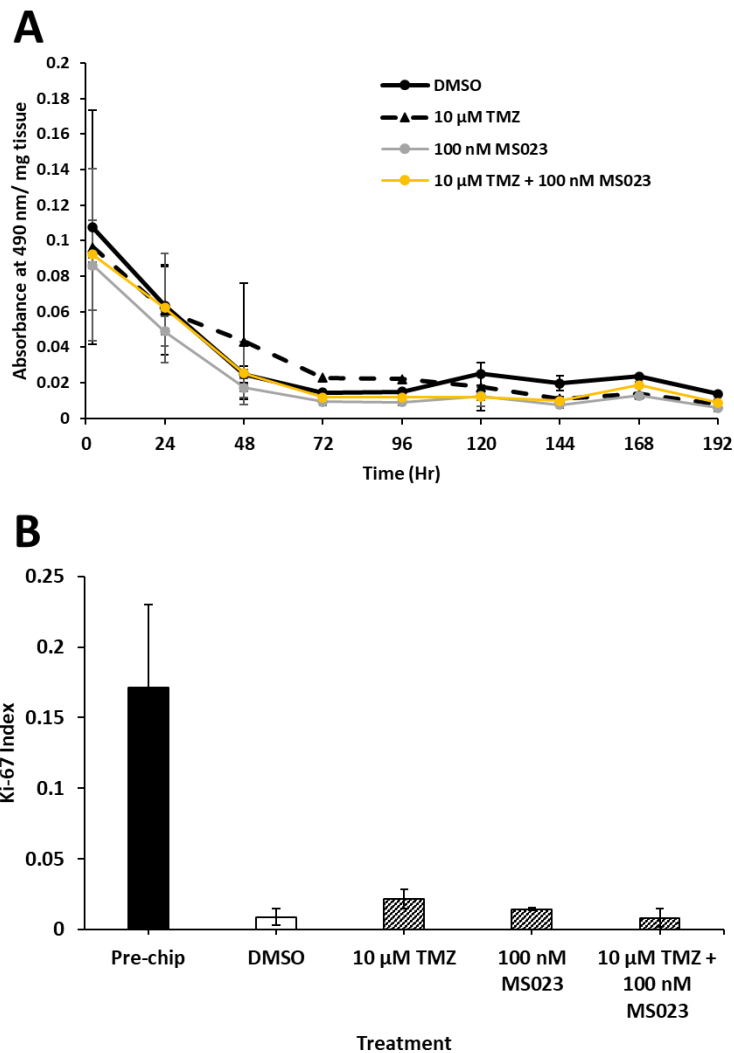 A
0.2
0.18
0.16
0.14
0.12
0.1
0.08
0.06
0.04
0.02
0
Absorbance at 490 nm/ mg tissue
DMSO
10 µM TMZ
100 nM MS023
10 µM TMZ + 100 nM MS023
0 24 48 72 96 120 144 168 192
Time (Hr)
B
0.25
0.2
0.15
0.1
0.05
0
Ki-67 Index
Pre-chip DMSO 10 µM TMZ 100 nM 10 µM TMZ +
MS023 100 nM
MS023
Treatment